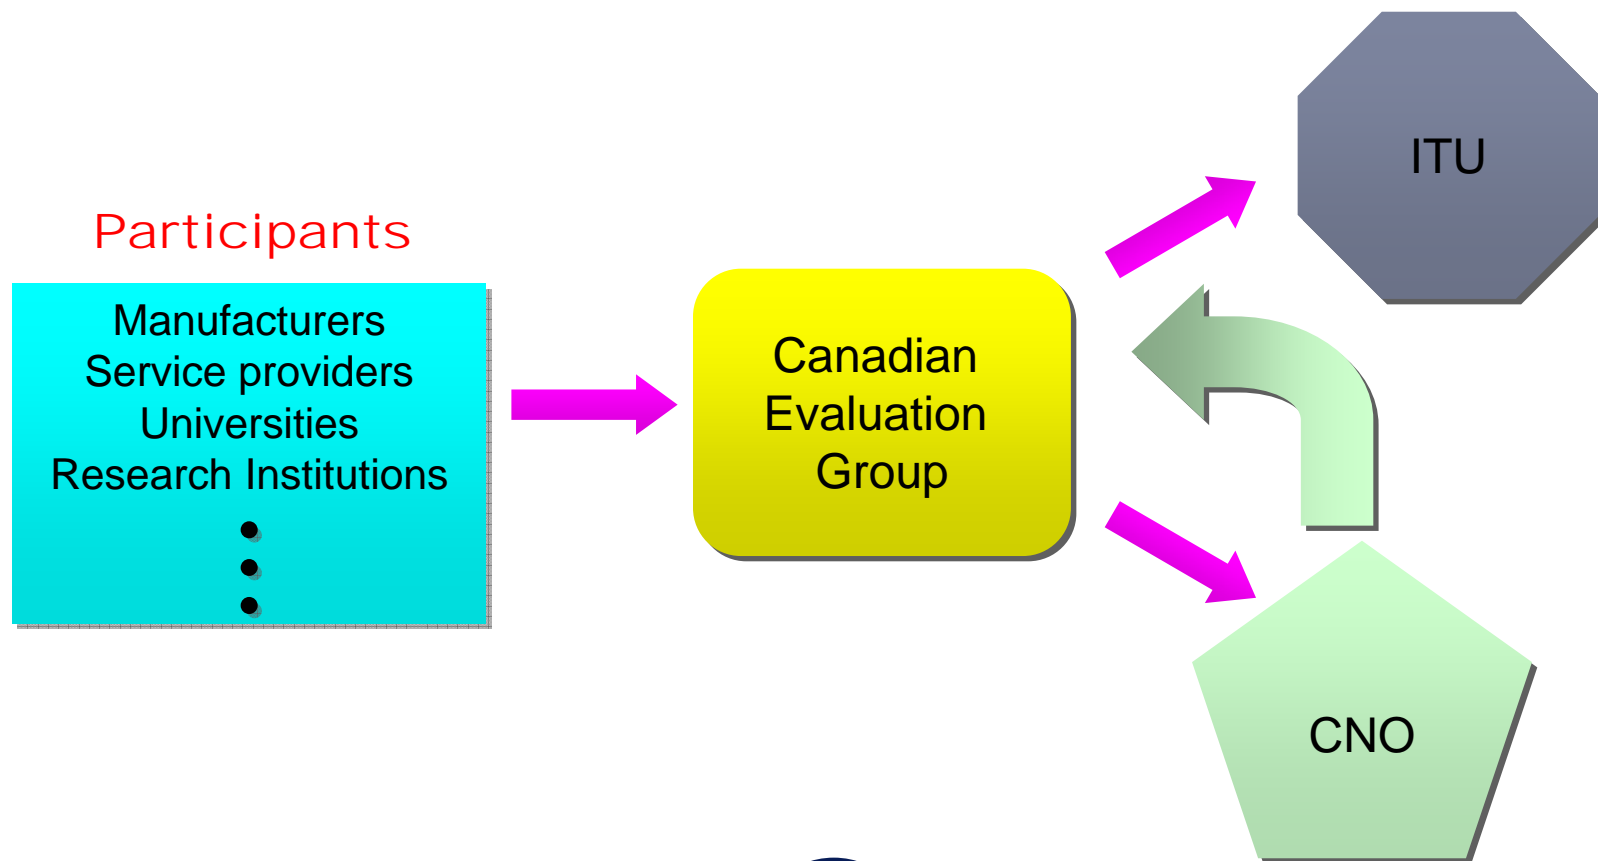 Participants
Manufacturers
Service providers
Universities
Research Institutions
Canadian
Evaluation
Group
ITU
CNO